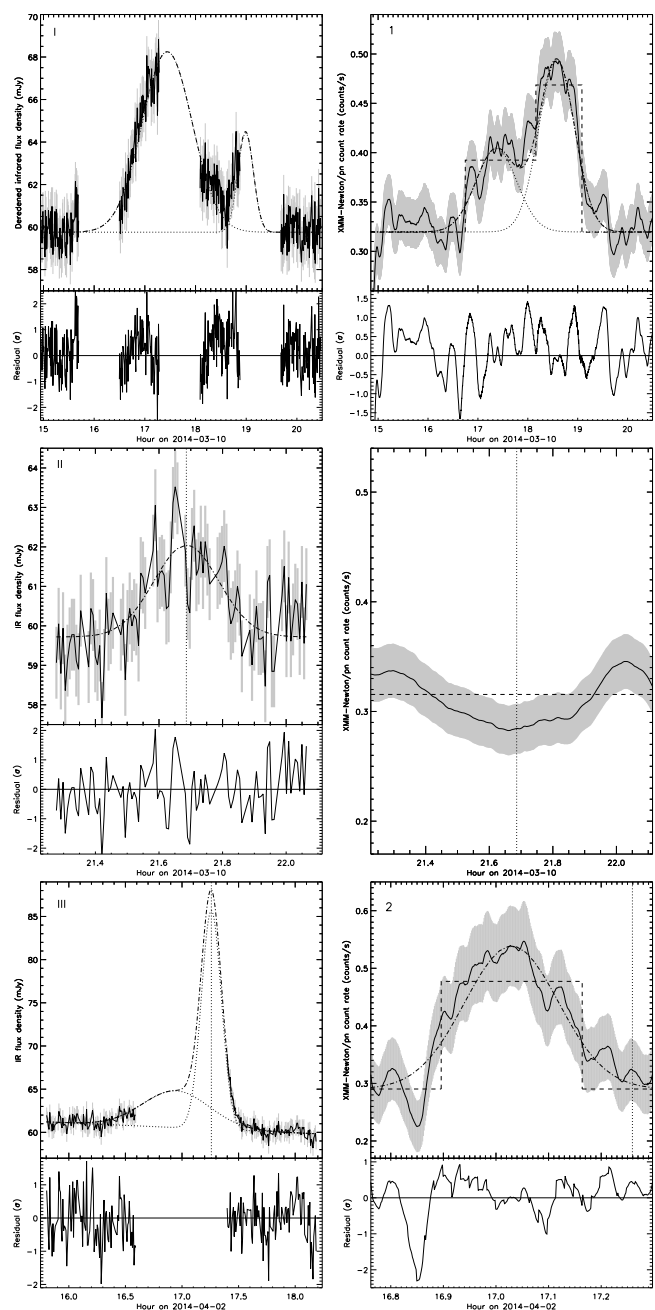 I
Dereddened infrared flux density (mJy)
70
68
66
64
62
60
58
Residual (σ)
2
1
0
-1
-2
15 16 17 18 19 20
Hour on 2014-03-10
1
XMM-Newton/pn count rate (counts/s)
0.50
0.45
0.40
0.35
0.30
Residual (σ)
1.5
1.0
0.5
0.0
-0.5
-1.0
-1.5
15 16 17 18 19 20
Hour on 2014-03-10
II
IR flux density (mJy)
64
63
62
61
60
59
58
Residual (σ)
2
1
0
-1
-2
21.4 21.6 21.8 22.0
Hour on 2014-03-10
XMM-Newton/pn count rate (counts/s)
0.5
0.4
0.3
0.2
21.4 21.6 21.8 22.0
Hour on 2014-03-10
III
IR flux density (mJy)
85
80
75
70
65
60
Residual (σ)
1
0
-1
-2
16.0 16.5 17.0 17.5 18.0
Hour on 2014-04-02
2
XMM-Newton/pn count rate (counts/s)
0.6
0.5
0.4
0.3
0.2
Residual (σ)
1
0
-1
-2
16.8 16.9 17.0 17.1 17.2
Hour on 2014-04-02